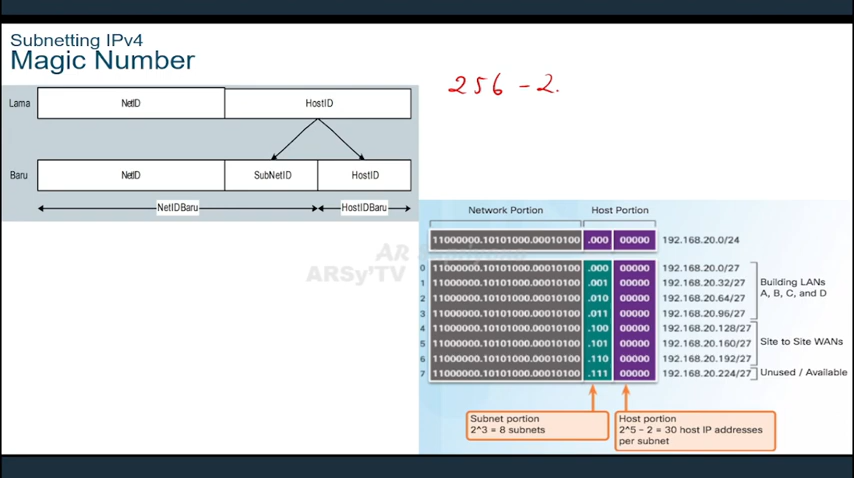 Subnetting IPv4
Magic Number
256 - 2.
Lama
NetID
HostID
Baru
NetID
SubNetID
HostID
NetIDBaru
HostIDBaru
ARSy'TV
Network Portion
Host Portion
11000000.10101000.00010100 .000 00000 192.168.20.0/24
0 11000000.10101000.00010100 .000 00000 192.168.20.0/27
1 11000000.10101000.00010100 .001 00000 192.168.20.32/27
2 11000000.10101000.00010100 .010 00000 192.168.20.64/27
3 11000000.10101000.00010100 .011 00000 192.168.20.96/27
4 11000000.10101000.00010100 .100 00000 192.168.20.128/27
5 11000000.10101000.00010100 .101 00000 192.168.20.160/27
6 11000000.10101000.00010100 .110 00000 192.168.20.192/27
7 11000000.10101000.00010100 .111 00000 192.168.20.224/27
Building LANs
A, B, C, and D
Site to Site WANs
Unused / Available
Subnet portion
2^3 = 8 subnets
Host portion
2^5 – 2 = 30 host IP addresses
per subnet